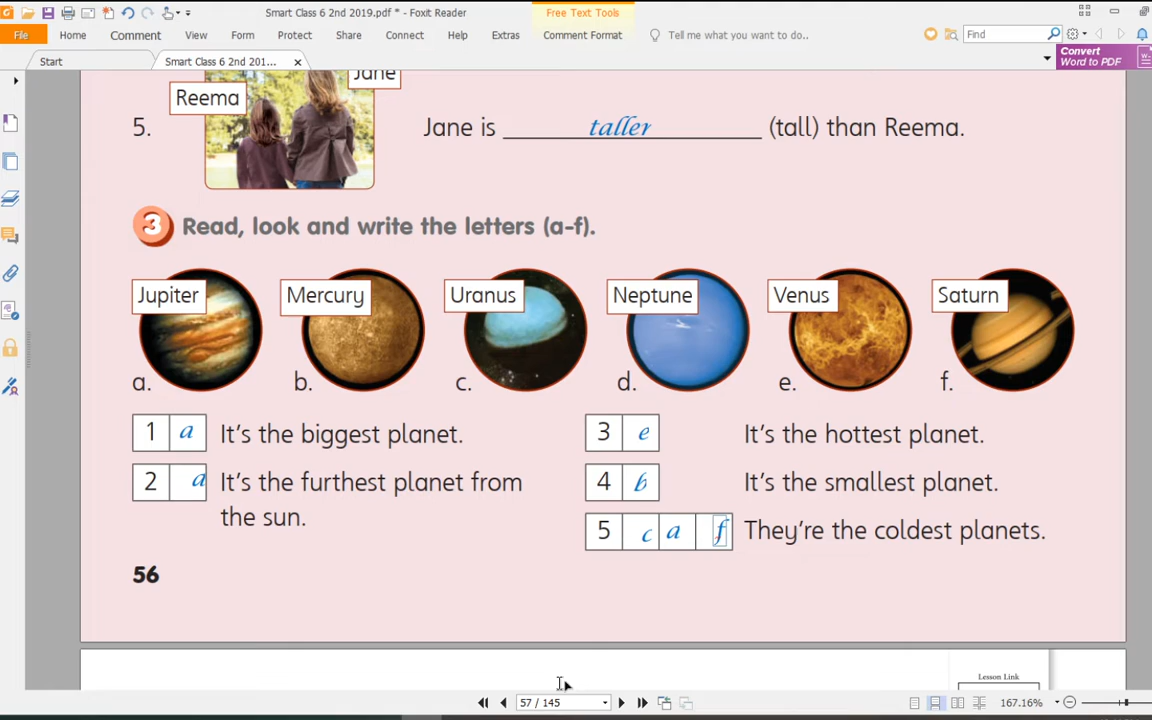 Smart Class 6 2nd 2019.pdf * - Foxit Reader
Free Text Tools
File Home Comment View Form Protect Share Connect Help Extras Comment Format Tell me what you want to do.. Find
Start Smart Class 6 2nd 201... Convert
Word to PDF
Jane
Reema
5. Jane is taller (tall) than Reema.
3 Read, look and write the letters (a-f).
Jupiter Mercury Uranus Neptune Venus Saturn
a. b. c. d. e. f.
1 a It's the biggest planet.
2 a It's the furthest planet from
the sun.
3 e It's the hottest planet.
4 b It's the smallest planet.
5 c a f They're the coldest planets.
56
Lesson Link
57 / 145 167.16%